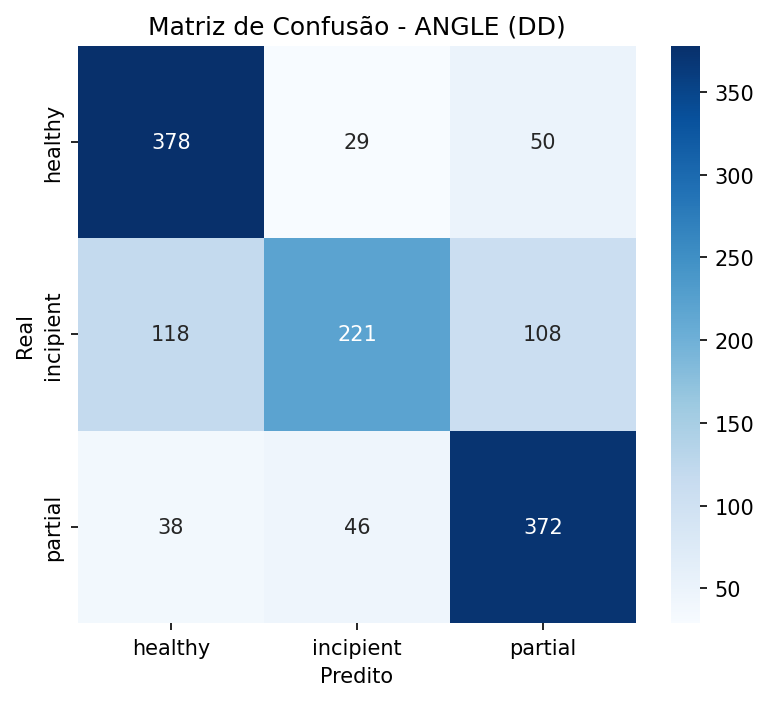 Matriz de Confusão - ANGLE (DD)
Real
healthy
378
29
50
incipient
118
221
108
partial
38
46
372
healthy
incipient
partial
Predito
350
300
250
200
150
100
50